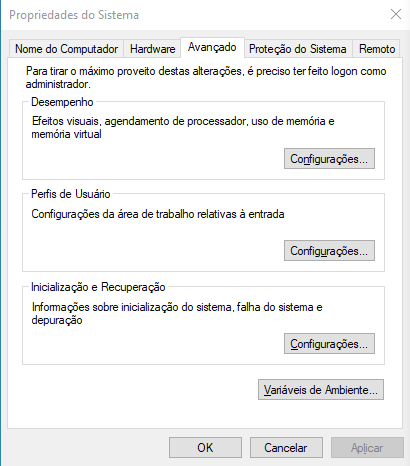 Propriedades do Sistema
Nome do Computador Hardware Avançado Proteção do Sistema Remoto
Para tirar o máximo proveito destas alterações, é preciso ter feito logon como
administrador.
Desempenho
Efeitos visuais, agendamento de processador, uso de memória e
memória virtual
Configurações...
Perfis de Usuário
Configurações da área de trabalho relativas à entrada
Configurações...
Inicialização e Recuperação
Informações sobre inicialização do sistema, falha do sistema e
depuração
Configurações...
Variáveis de Ambiente...
OK Cancelar Aplicar